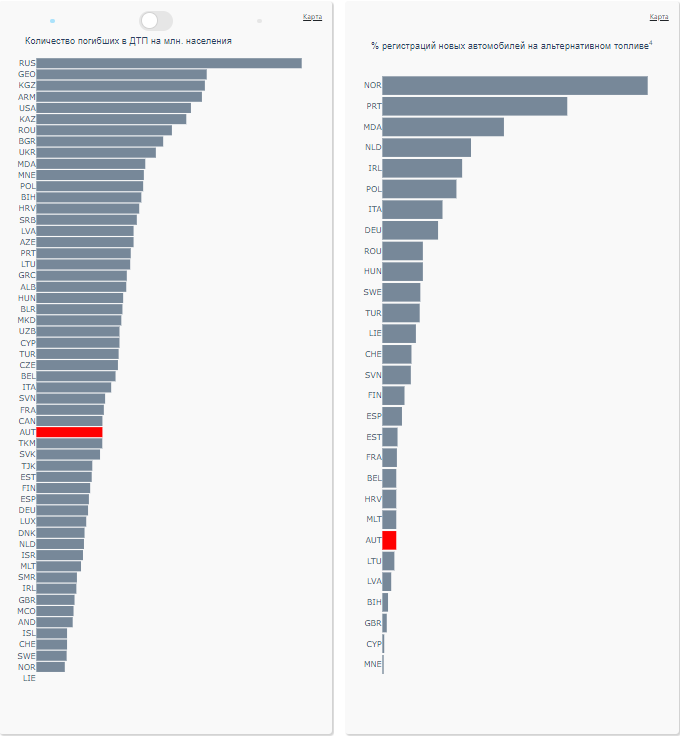 Карта
Количество погибших в ДТП на млн. населения
RUS
GEO
KGZ
ARM
USA
KAZ
ROU
BGR
UKR
MDA
MNE
POL
BIH
HRV
SRB
LVA
AZE
PRT
LTU
GRC
ALB
HUN
BLR
MKD
UZB
CYP
TUR
CZE
BEL
ITA
SVN
FRA
CAN
AUT
TKM
SVK
TJK
EST
FIN
ESP
DEU
LUX
DNK
NLD
ISR
MLT
SMR
IRL
GBR
MCO
AND
ISL
CHE
SWE
NOR
LIE
Карта
% регистраций новых автомобилей на альтернативном топливе⁴
NOR
PRT
MDA
NLD
IRL
POL
ITA
DEU
ROU
HUN
SWE
TUR
LIE
CHE
SVN
FIN
ESP
EST
FRA
BEL
HRV
MLT
AUT
LTU
LVA
BIH
GBR
CYP
MNE